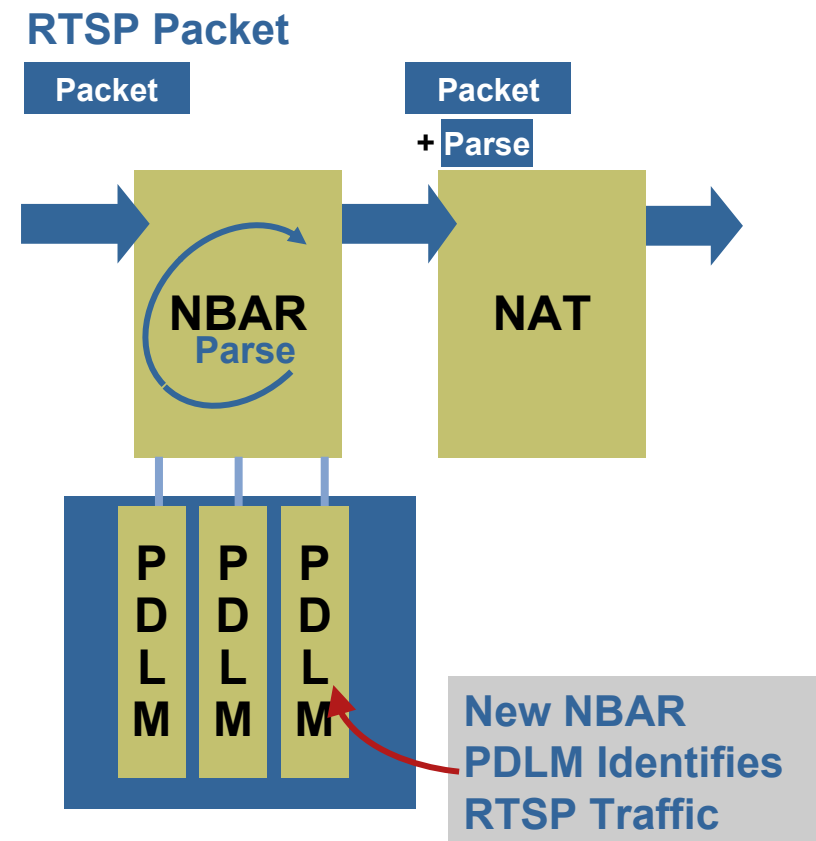 RTSP Packet
Packet
Packet
+ Parse
NBAR
Parse
NAT
P
D
L
M
P
D
L
M
P
D
L
M
New NBAR
PDLM Identifies
RTSP Traffic